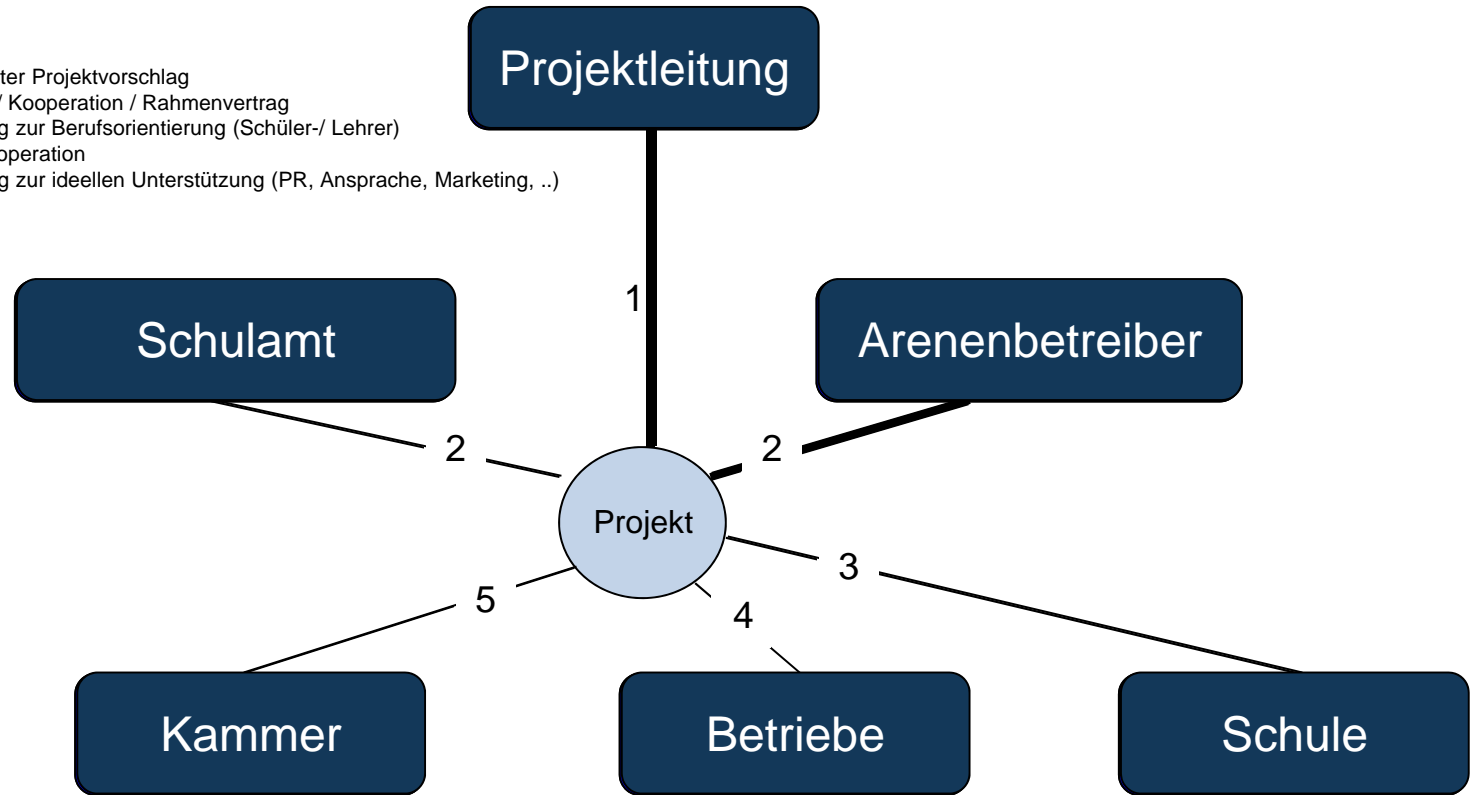 Projektleitung
ter Projektvorschlag
/ Kooperation / Rahmenvertrag
g zur Berufsorientierung (Schüler-/ Lehrer)
operation
g zur ideellen Unterstützung (PR, Ansprache, Marketing, ..)
1
Schulamt
Arenenbetreiber
2
2
Projekt
3
5
4
Kammer
Betriebe
Schule